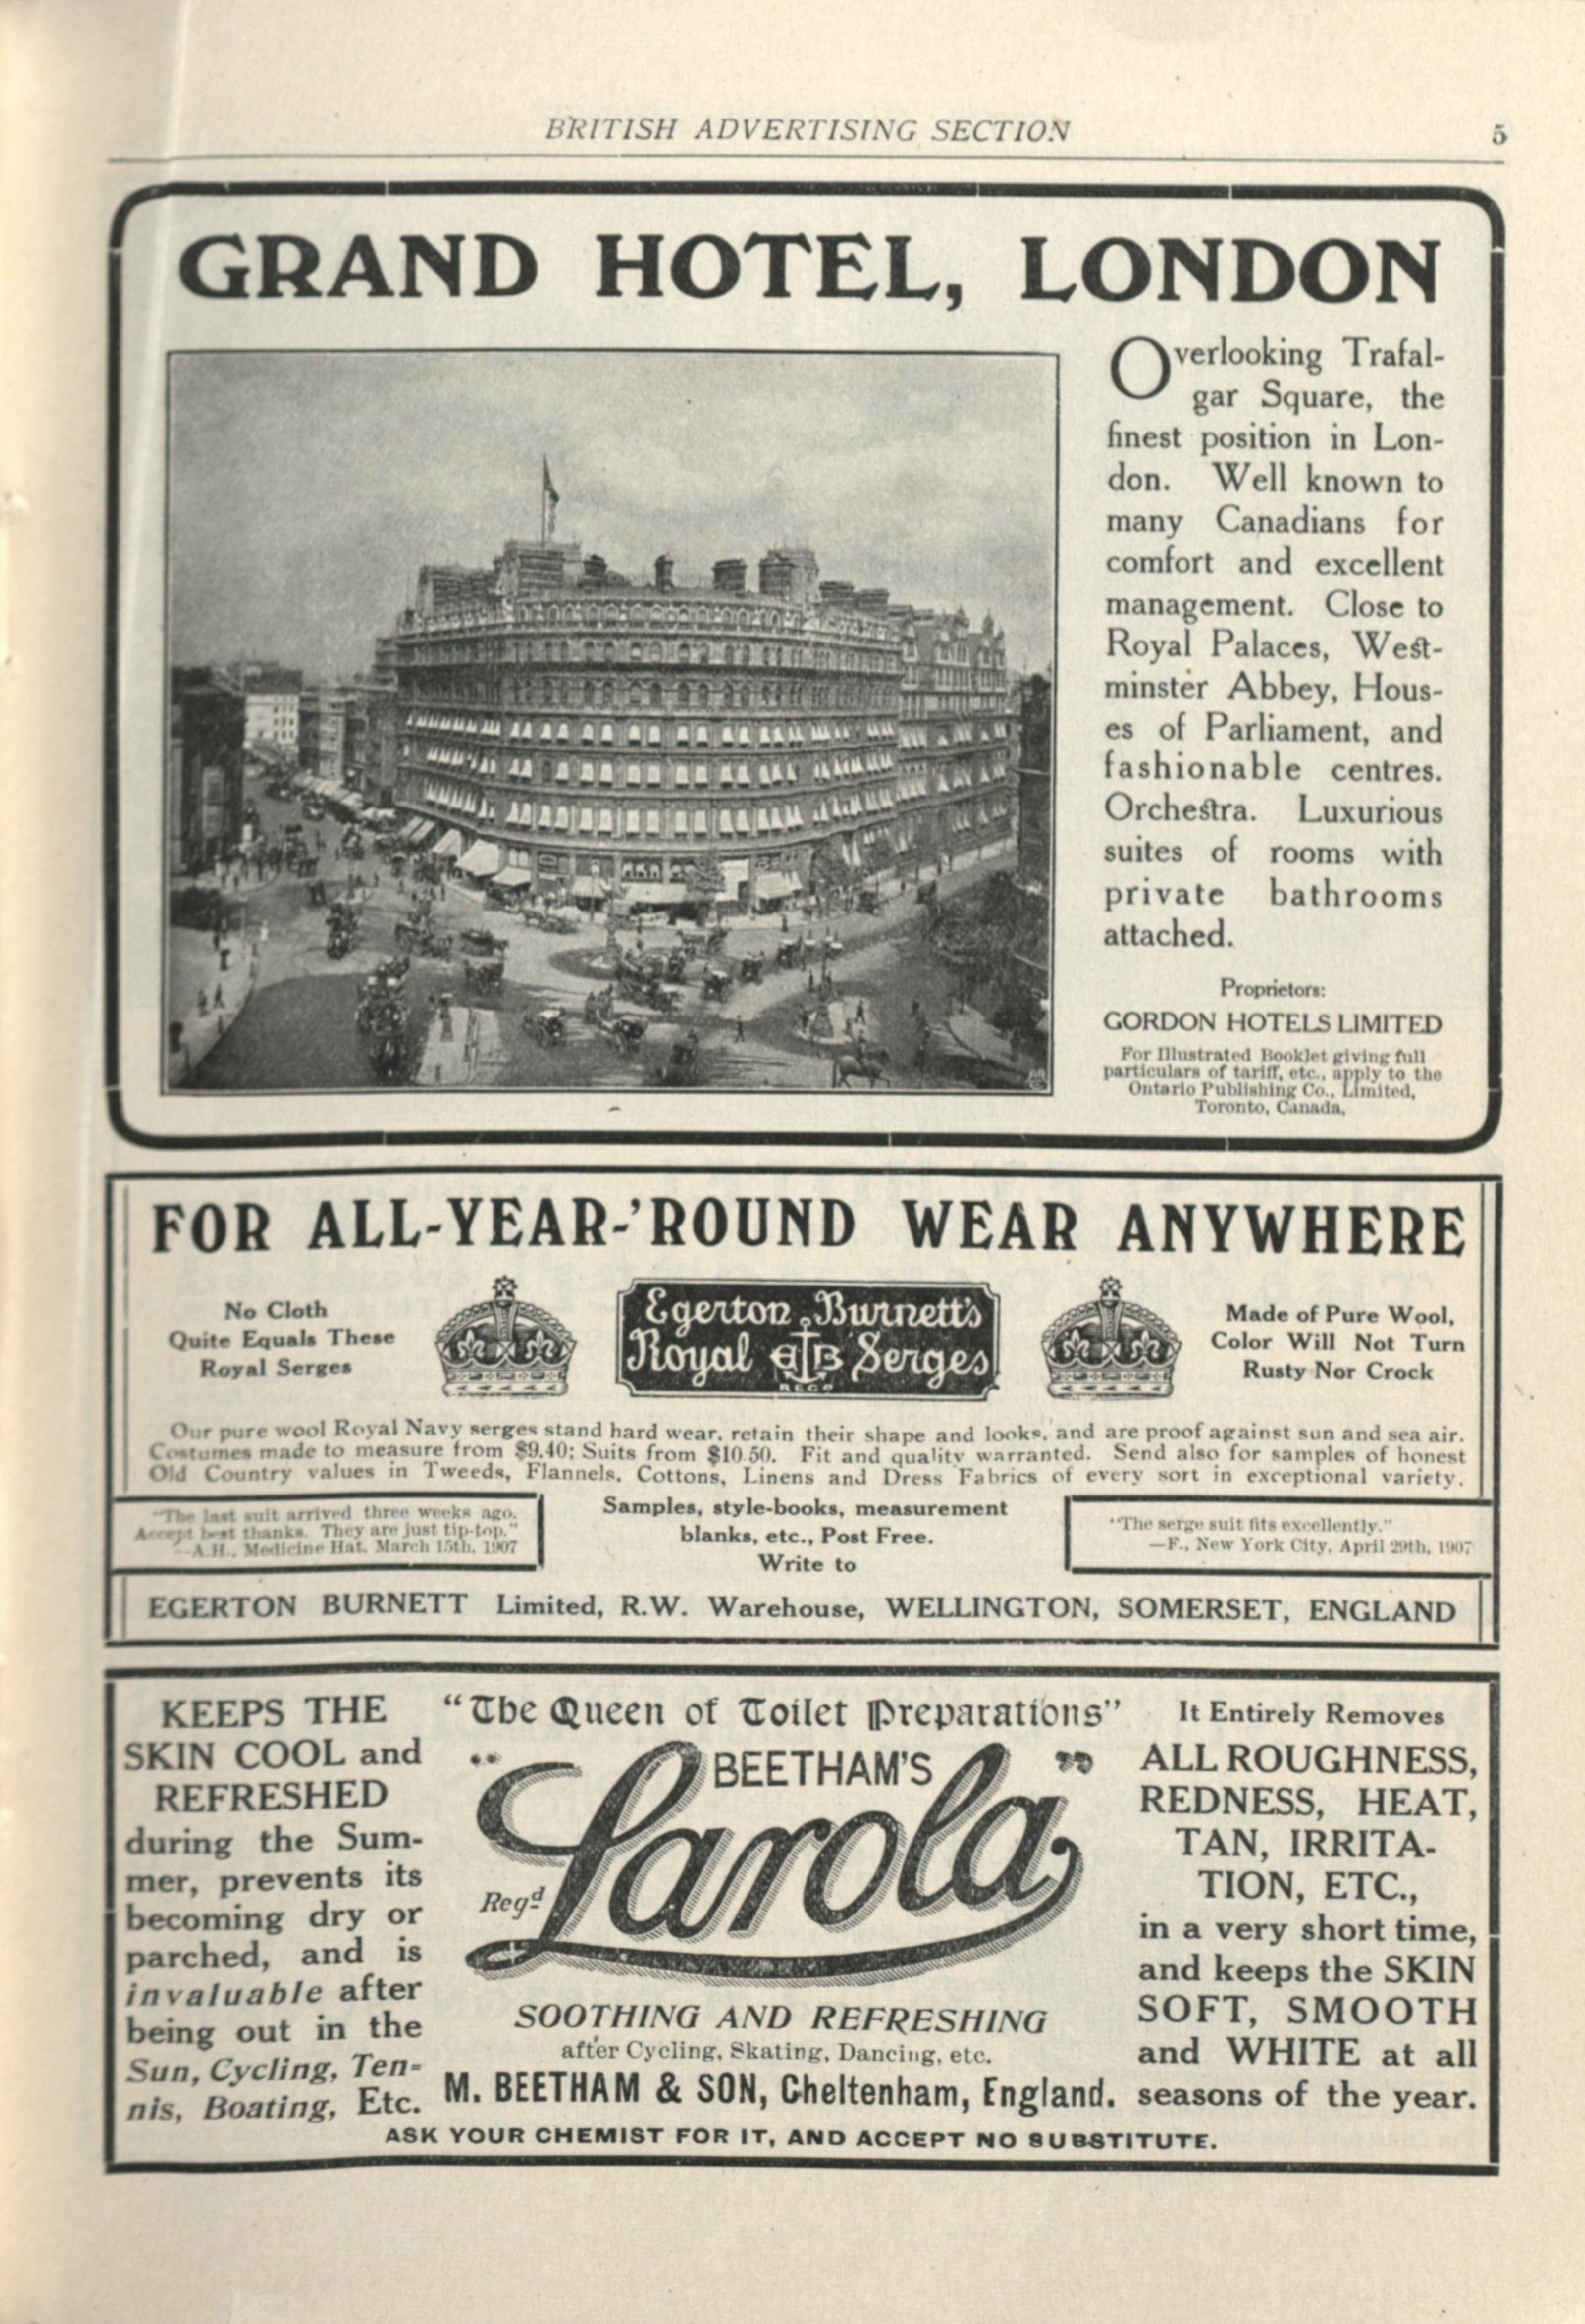 BRITISH ADVERTISING SECTION
5
GRAND HOTEL, LONDON
Overlooking Trafal-
gar Square, the
finest position in Lon-
don. Well known to
many Canadians for
comfort and excellent
management. Close to
Royal Palaces, West-
minster Abbey, Hous-
es of Parliament, and
fashionable centres.
Orchestra. Luxurious
suites of rooms with
private bathrooms
attached.
Proprietors:
GORDON HOTELS LIMITED
For Illustrated Booklet giving full
particulars of tariff, etc., apply to the
Ontario Publishing Co., Limited,
Toronto, Canada,
FOR ALL-YEAR-'ROUND WEAR ANYWHERE
No Cloth
Quite Equals These
Royal Serges
Egerton Burnett's
Royal EB Serges
REGD
Made of Pure Wool,
Color Will Not Turn
Rusty Nor Crock
Our pure wool Royal Navy serges stand hard wear, retain their shape and looks, and are proof against sun and sea air.
Costumes made to measure from $9.40; Suits from $10.50. Fit and quality warranted. Send also for samples of honest
Old Country values in Tweeds, Flannels, Cottons, Linens and Dress Fabrics of every sort in exceptional variety.
"The last suit arrived three weeks ago.
Accept best thanks. They are just tip-top."
—A.H., Medicine Hat, March 15th, 1907
Samples, style-books, measurement
blanks, etc., Post Free.
Write to
"The serge suit fits excellently."
—F., New York City, April 29th, 1907
EGERTON BURNETT Limited, R.W. Warehouse, WELLINGTON, SOMERSET, ENGLAND
KEEPS THE
SKIN COOL and
REFRESHED
during the Sum-
mer, prevents its
becoming dry or
parched, and is
invaluable after
being out in the
Sun, Cycling, Ten-
nis, Boating, Etc.
"The Queen of Toilet Preparations"
BEETHAM'S
"Larola"
Regd
SOOTHING AND REFRESHING
after Cycling, Skating, Dancing, etc.
M. BEETHAM & SON, Cheltenham, England.
It Entirely Removes
ALL ROUGHNESS,
REDNESS, HEAT,
TAN, IRRITA-
TION, ETC.,
in a very short time,
and keeps the SKIN
SOFT, SMOOTH
and WHITE at all
seasons of the year.
ASK YOUR CHEMIST FOR IT, AND ACCEPT NO SUBSTITUTE.